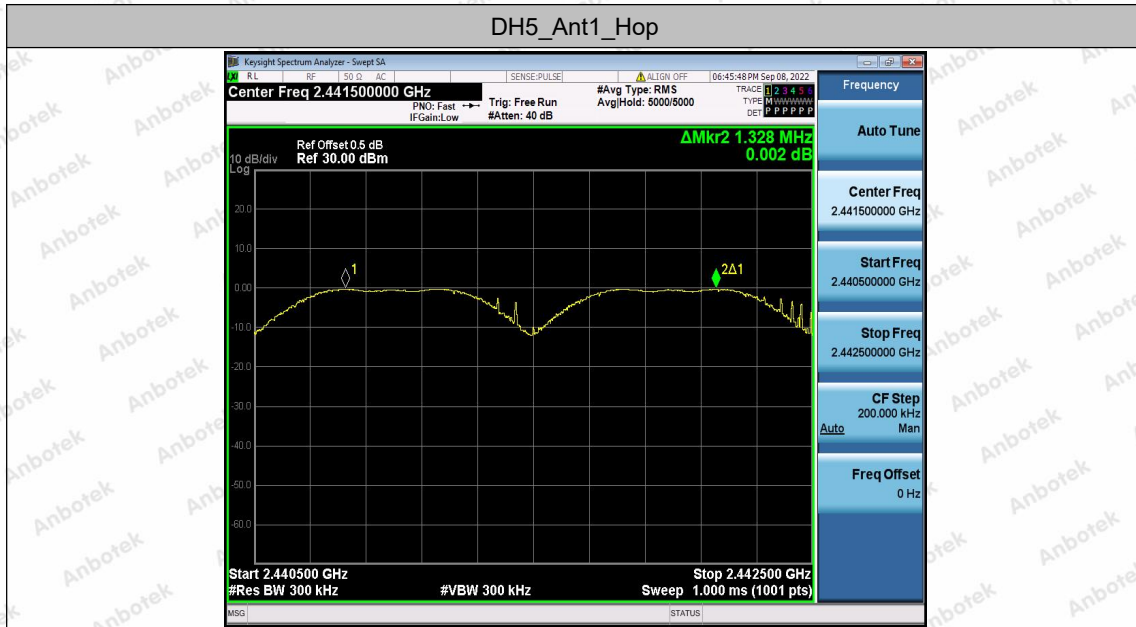 DH5_Ant1_Hop
Keysight Spectrum Analyzer - Swept SA
RL RF 50 Ω AC SENSE:PULSE ALIGN OFF 06:45:48 PM Sep 08, 2022
Center Freq 2.441500000 GHz
PNO: Fast
IFGain:Low
Trig: Free Run
#Atten: 40 dB
#Avg Type: RMS
Avg|Hold: 5000/5000
TRACE 1 2 3 4 5 6
TYPE M W W W W W
DET P P P P P P
Frequency
Auto Tune
Center Freq
2.441500000 GHz
Start Freq
2.440500000 GHz
Stop Freq
2.442500000 GHz
CF Step
200.000 kHz
Auto Man
Freq Offset
0 Hz
ΔMkr2 1.328 MHz
0.002 dB
Ref Offset 0.5 dB
10 dB/div Ref 30.00 dBm
Log
20.0
10.0
0.00
-10.0
-20.0
-30.0
-40.0
-50.0
-60.0
1
2Δ1
Start 2.440500 GHz
Stop 2.442500 GHz
#Res BW 300 kHz
#VBW 300 kHz
Sweep 1.000 ms (1001 pts)
MSG
STATUS
Anbotek